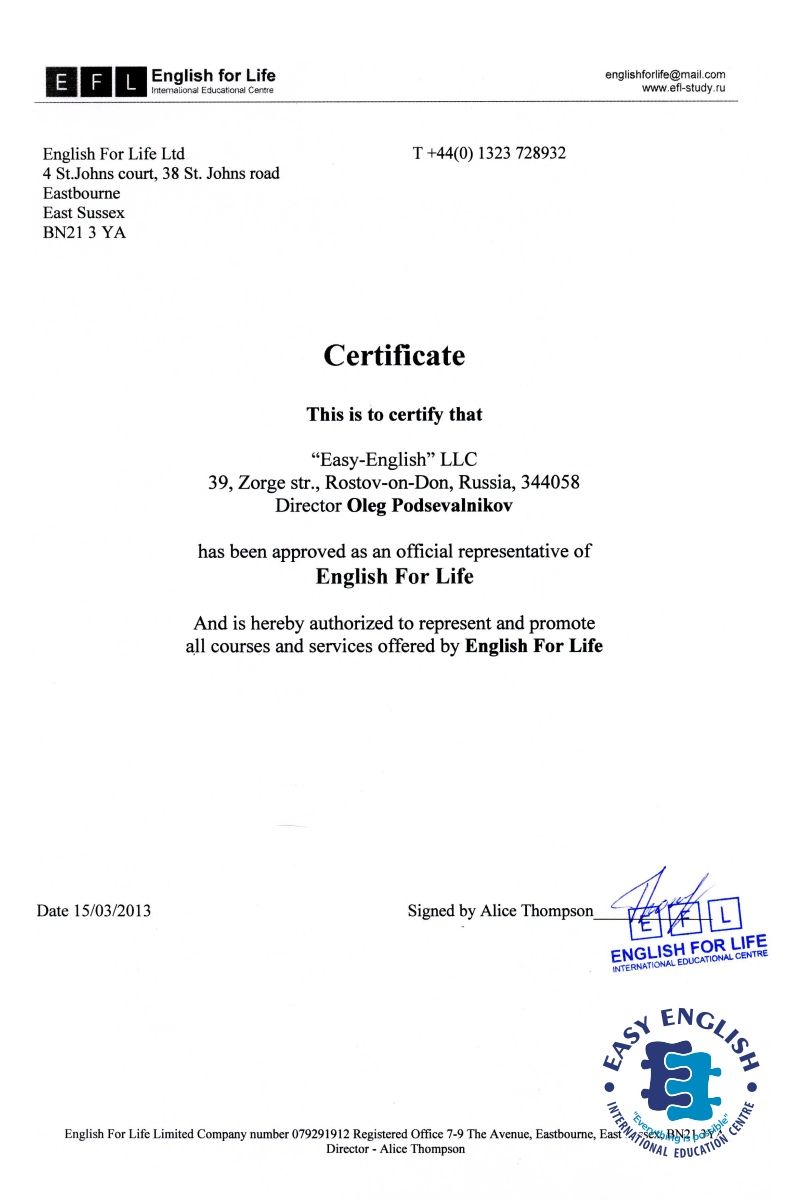 E F L English for Life
International Educational Centre
englishforlife@mail.com
www.efl-study.ru
English For Life Ltd
T +44(0) 1323 728932
4 St.Johns court, 38 St. Johns road
Eastbourne
East Sussex
BN21 3 YA
Certificate
This is to certify that
“Easy-English” LLC
39, Zorge str., Rostov-on-Don, Russia, 344058
Director Oleg Podsevalnikov
has been approved as an official representative of
English For Life
And is hereby authorized to represent and promote
all courses and services offered by English For Life
Date 15/03/2013
Signed by Alice Thompson
E F L
ENGLISH FOR LIFE
INTERNATIONAL EDUCATIONAL CENTRE
EASY ENGLISH
"Everything is possible"
INTERNATIONAL EDUCATION CENTRE
English For Life Limited Company number 079291912 Registered Office 7-9 The Avenue, Eastbourne, East BN21
Director - Alice Thompson